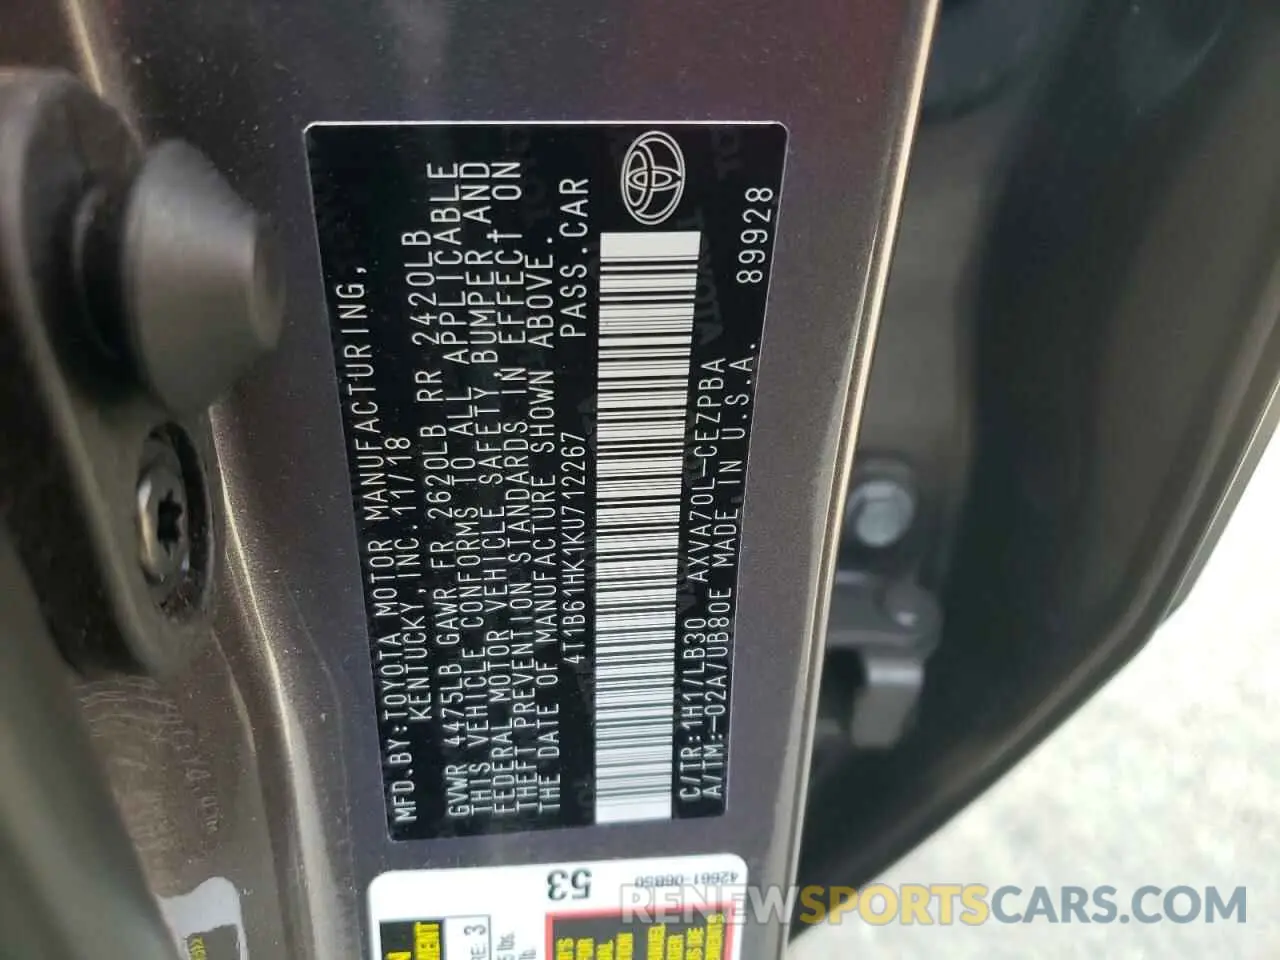 MFD.BY:TOYOTA MOTOR MANUFACTURING,
KENTUCKY,INC.11/18
GVWR 4475LB GAWR FR 2620LB RR 2420LB
THIS VEHICLE CONFORMS TO ALL APPLICABLE
FEDERAL MOTOR VEHICLE SAFETY,BUMPER,AND
THEFT PREVENTION STANDARDS IN EFFECT ON
THE DATE OF MANUFACTURE SHOWN ABOVE.
4T1B61HK1KU712267 PASS.CAR
C/TR:1H1/LB30 AXVA70L-CEZPBA 89928
A/TM:-02A/UB80E MADE IN U.S.A.
53
42661-06B50
RENEWSPORTSCARS.COM